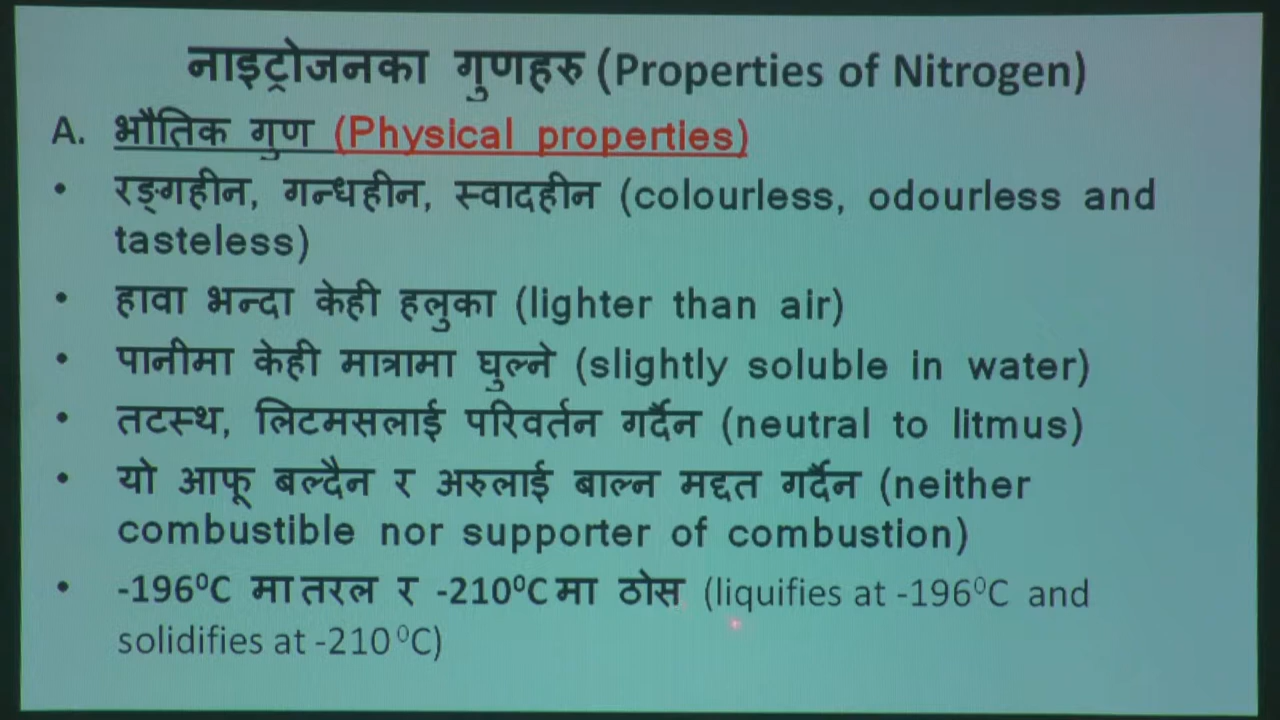 नाइट्रोजनका गुणहरु (Properties of Nitrogen)
A. भौतिक गुण (Physical properties)
• रङ्गहीन, गन्धहीन, स्वादहीन (colourless, odourless and
tasteless)
• हावा भन्दा केही हलुका (lighter than air)
• पानीमा केही मात्रामा घुल्ने (slightly soluble in water)
• तटस्थ, लिटमसलाई परिवर्तन गर्दैन (neutral to litmus)
• यो आफू बल्दैन र अरुलाई बाल्न मद्दत गर्दैन (neither
combustible nor supporter of combustion)
• -196⁰C मा तरल र -210⁰C मा ठोस (liquifies at -196⁰C and
solidifies at -210 ⁰C)